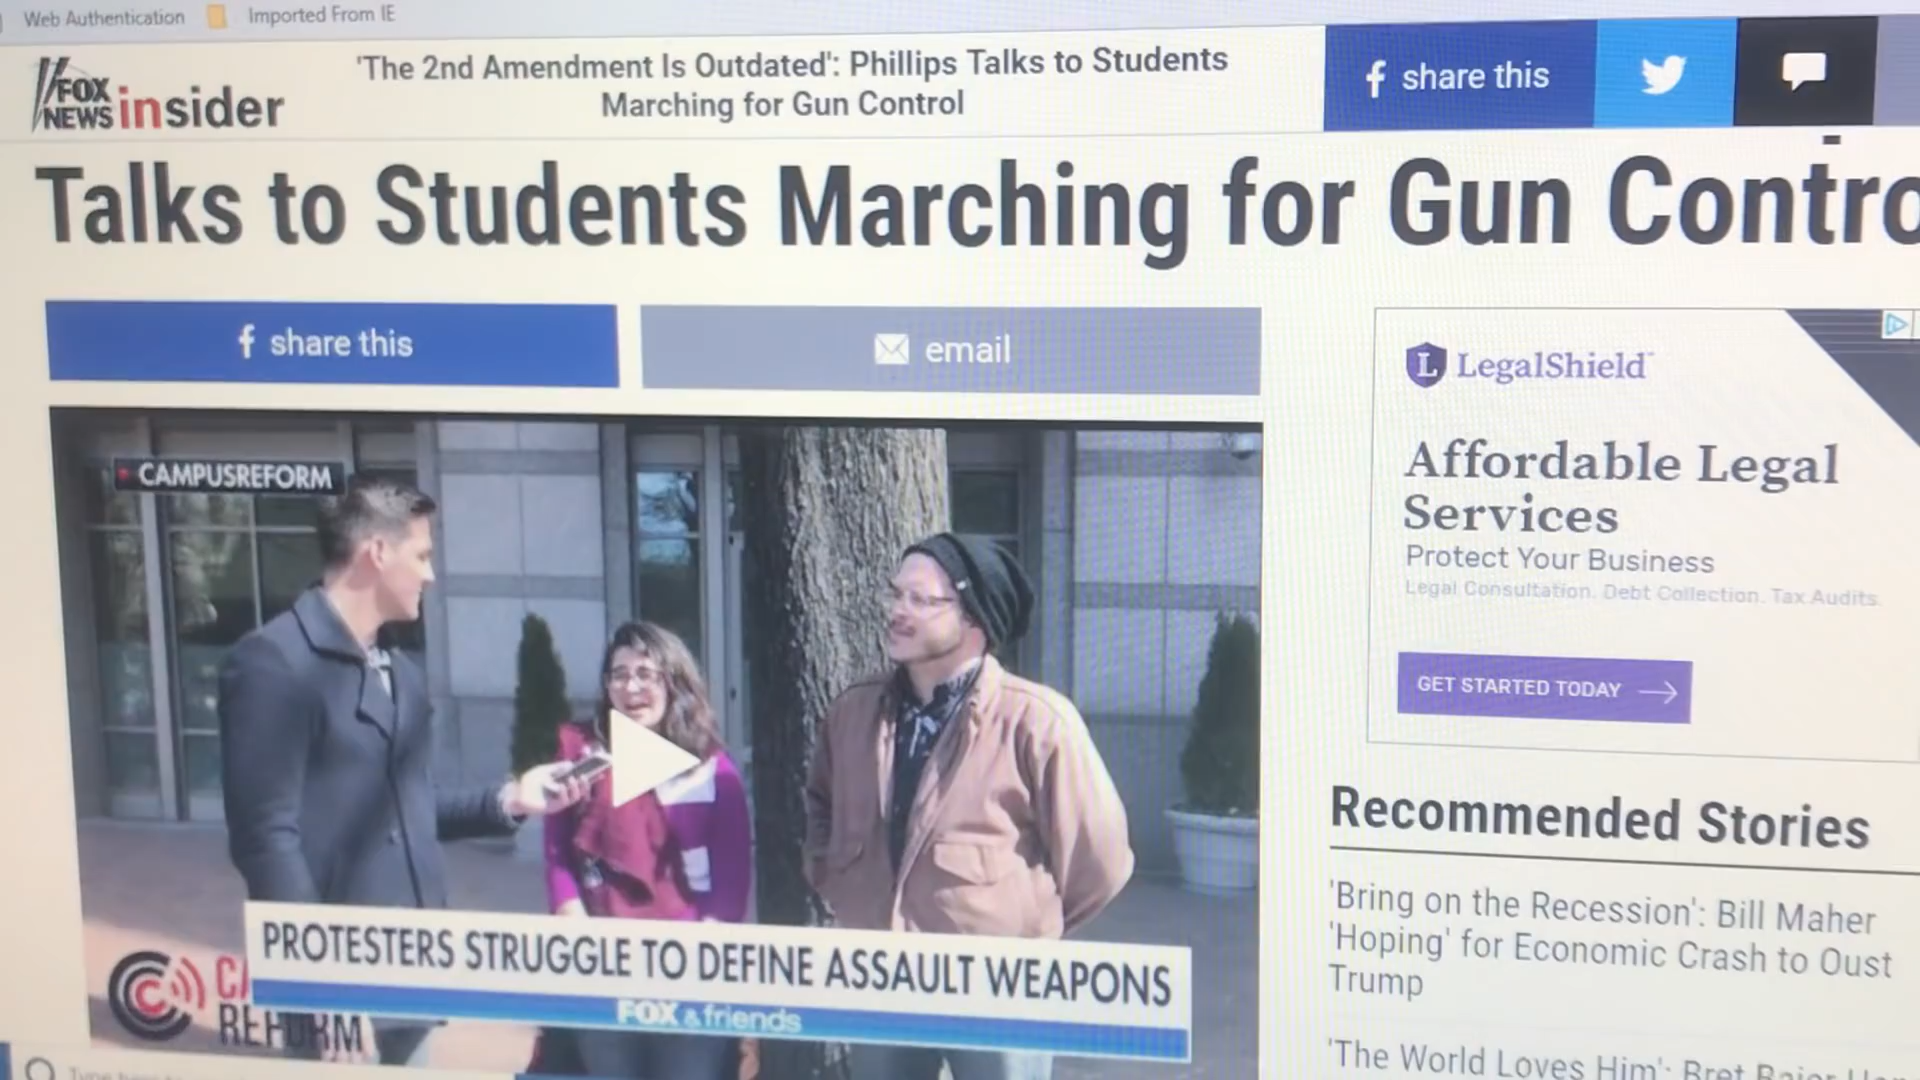 Web Authentication
Imported From IE
FOX
NEWS insider
'The 2nd Amendment Is Outdated': Phillips Talks to Students
Marching for Gun Control
f share this
Talks to Students Marching for Gun Contro
f share this
email
LegalShield
Affordable Legal
Services
Protect Your Business
Legal Consultation. Debt Collection. Tax Audits.
GET STARTED TODAY
CAMPUSREFORM
PROTESTERS STRUGGLE TO DEFINE ASSAULT WEAPONS
FOX & friends
CA
REFORM
Recommended Stories
'Bring on the Recession': Bill Maher
'Hoping' for Economic Crash to Oust
Trump
'The World Loves Him': Bret Baier